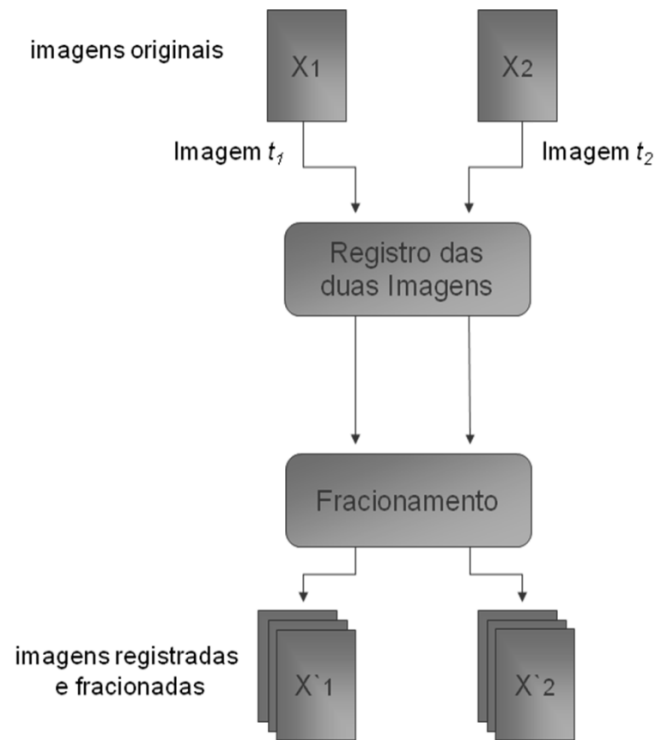 imagens originais
X1
X2
Imagem t1
Imagem t2
Registro das
duas Imagens
Fracionamento
imagens registradas
e fracionadas
X`1
X`2